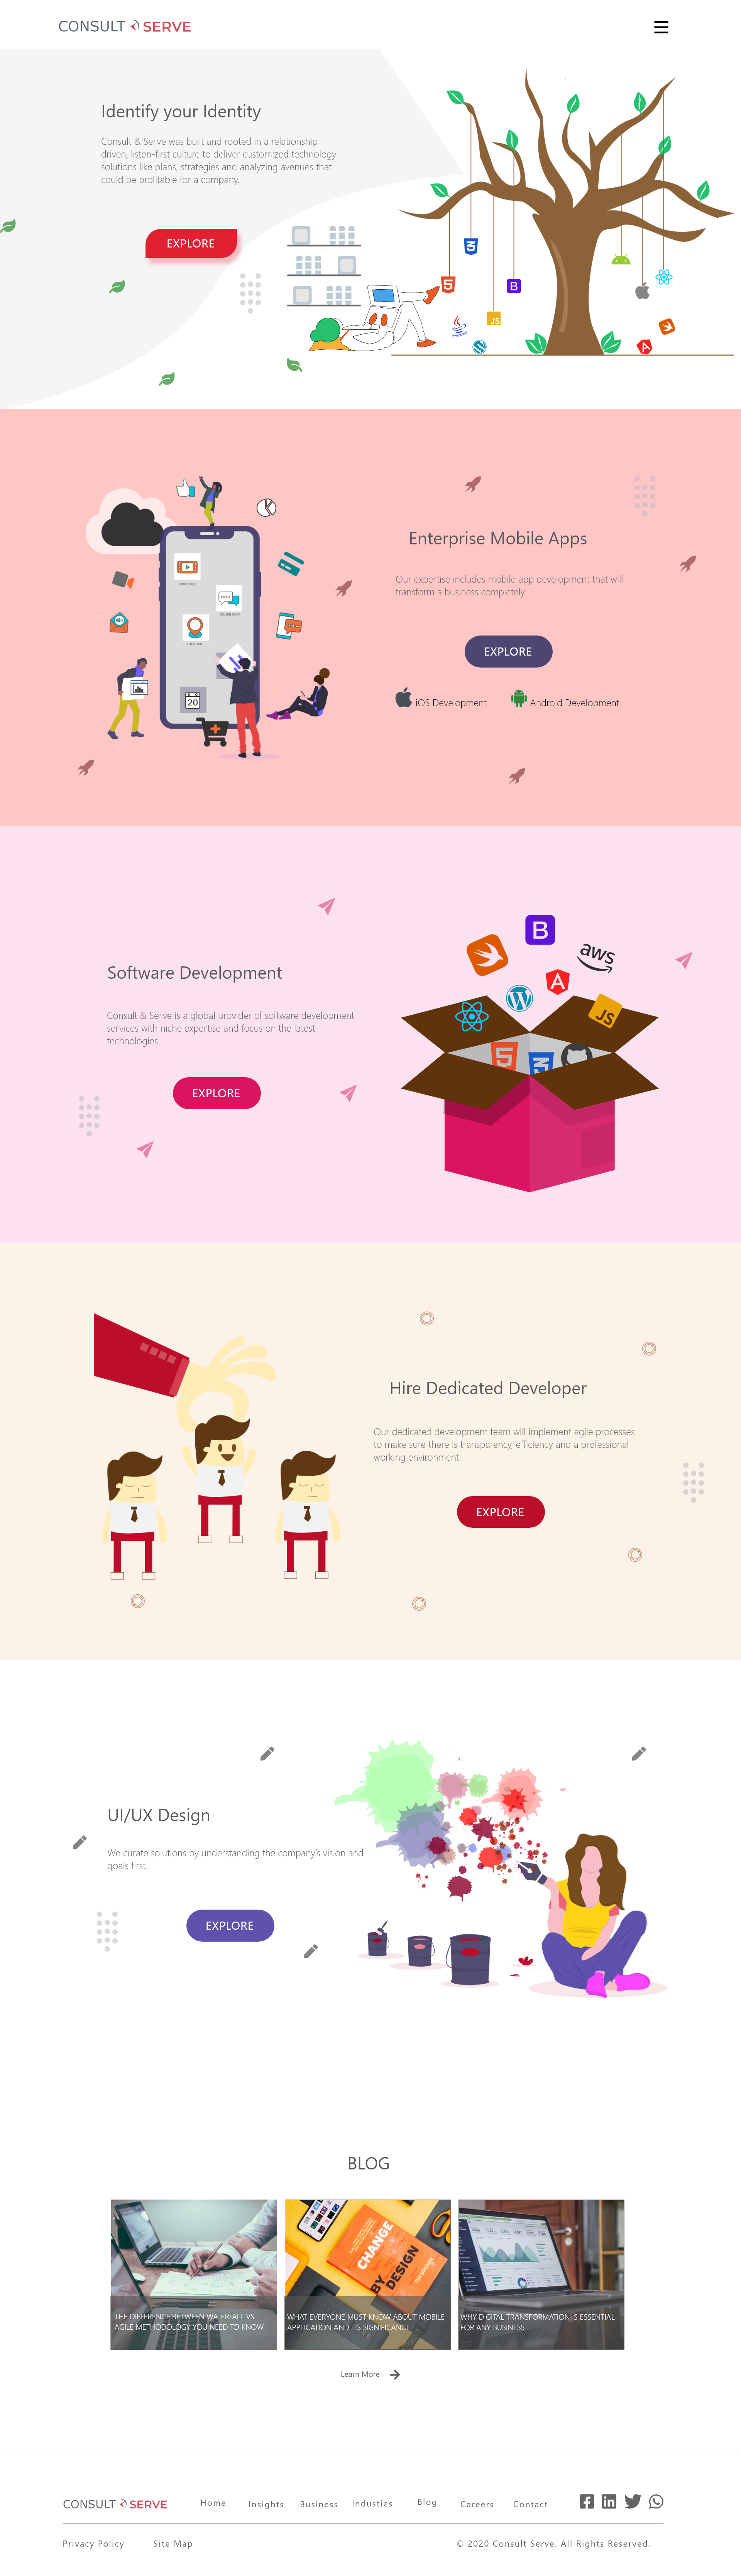 CONSULT SERVE
Identify your Identity
Consult & Serve was built and rooted in a relationship-
driven, listen-first culture to deliver customized technology
solutions like plans, strategies and analyzing avenues that
could be profitable for a company.
EXPLORE
5
B
JS
Enterprise Mobile Apps
Our expertise includes mobile app development that will
transform a business completely.
EXPLORE
iOS Development
Android Development
ONLINE CHAT
LOCATION
20
B
aws
Software Development
Consult & Serve is a global provider of software development
services with niche expertise and focus on the latest
technologies.
EXPLORE
A
W
JS
5
Hire Dedicated Developer
Our dedicated development team will implement agile processes
to make sure there is transparency, efficiency and a professional
working environment.
EXPLORE
UI/UX Design
We curate solutions by understanding the company's vision and
goals first.
EXPLORE
BLOG
CHANGE
BY
DESIGN
THE DIFFERENCE BETWEEN WATERFALL VS
AGILE METHODOLOGY YOU NEED TO KNOW
WHAT EVERYONE MUST KNOW ABOUT MOBILE
APPLICATION AND ITS SIGNIFICANCE
WHY DIGITAL TRANSFORMATION IS ESSENTIAL
FOR ANY BUSINESS
Learn More
CONSULT SERVE
Home
Insights
Business
Industies
Blog
Careers
Contact
Privacy Policy
Site Map
© 2020 Consult Serve. All Rights Reserved.